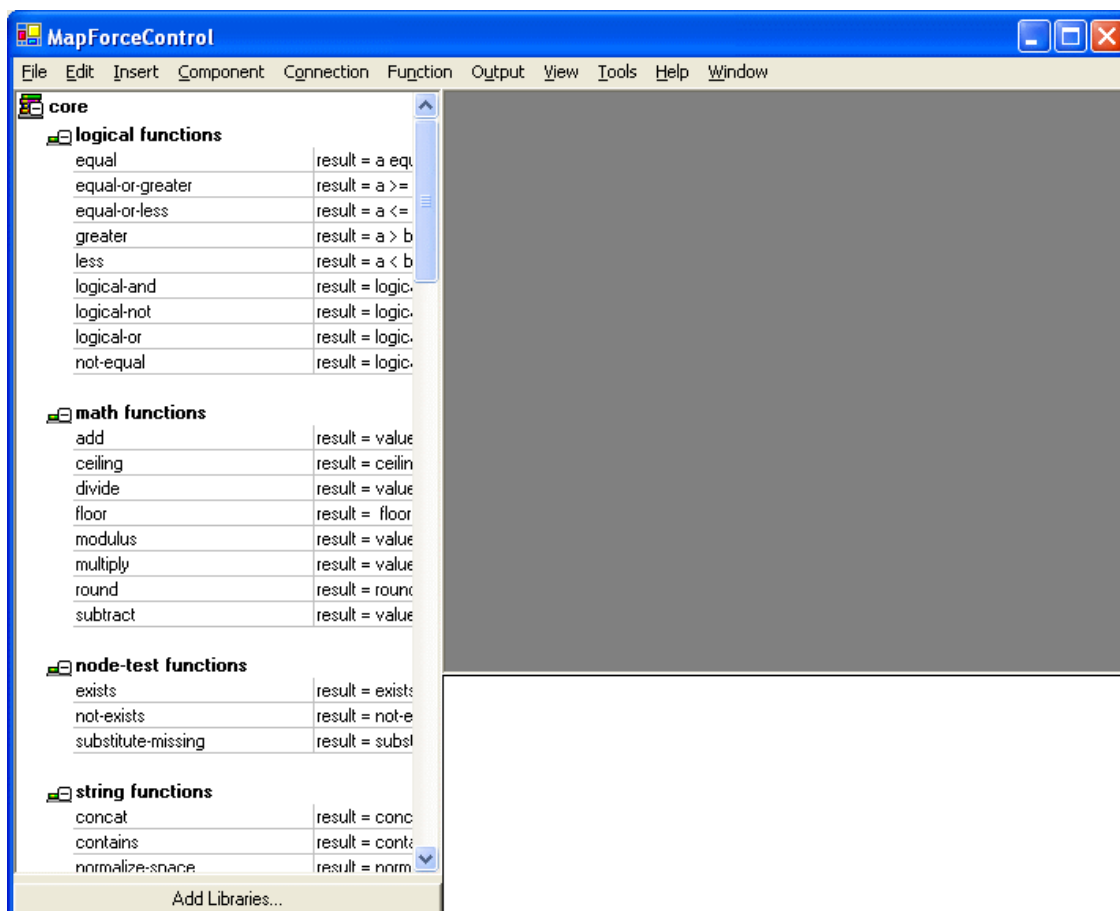 MapForceControl
File Edit Insert Component Connection Function Output View Tools Help Window
core
logical functions
equal result = a equ
equal-or-greater result = a >=
equal-or-less result = a <=
greater result = a > b
less result = a < b
logical-and result = logic
logical-not result = logic
logical-or result = logic
not-equal result = logic
math functions
add result = value
ceiling result = ceilin
divide result = value
floor result = floor
modulus result = value
multiply result = value
round result = round
subtract result = value
node-test functions
exists result = exists
not-exists result = not-e
substitute-missing result = subst
string functions
concat result = conc
contains result = conta
normalize-space result = norm
Add Libraries...